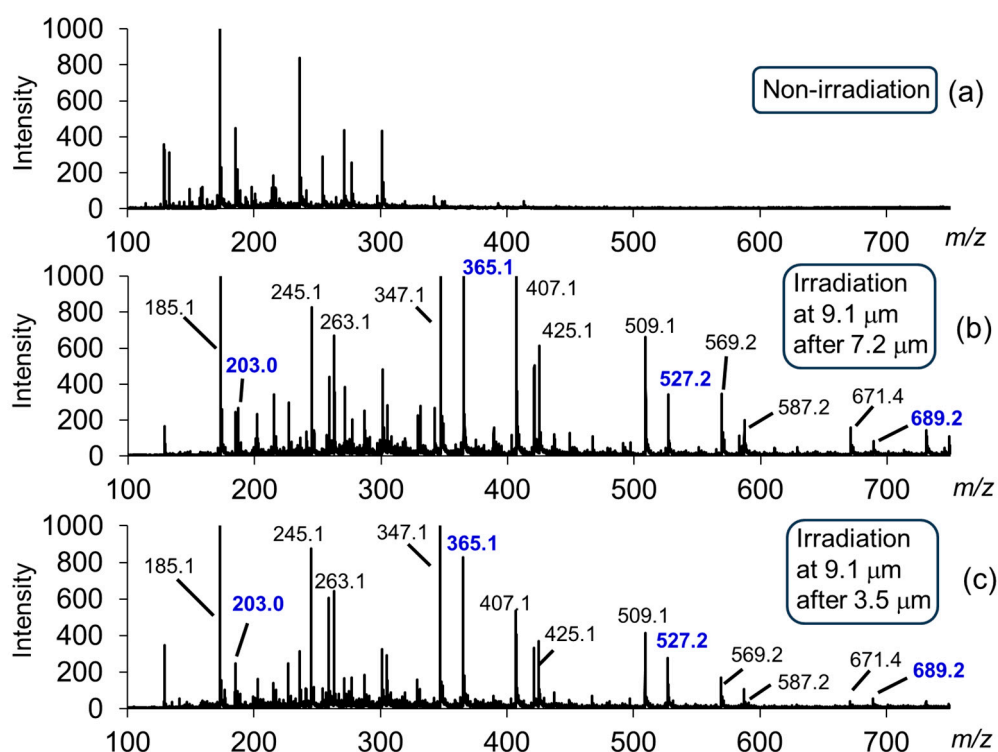 Intensity
1000
800
600
400
200
0
100 200 300 400 500 600 700 m/z
Non-irradiation
(a)
Intensity
1000
800
600
400
200
0
185.1
203.0
245.1
263.1
347.1
365.1
407.1
425.1
509.1
527.2
569.2
587.2
671.4
689.2
100 200 300 400 500 600 700 m/z
Irradiation
at 9.1 μm
after 7.2 μm
(b)
Intensity
1000
800
600
400
200
0
185.1
203.0
245.1
263.1
347.1
365.1
407.1
425.1
509.1
527.2
569.2
587.2
671.4
689.2
100 200 300 400 500 600 700 m/z
Irradiation
at 9.1 μm
after 3.5 μm
(c)